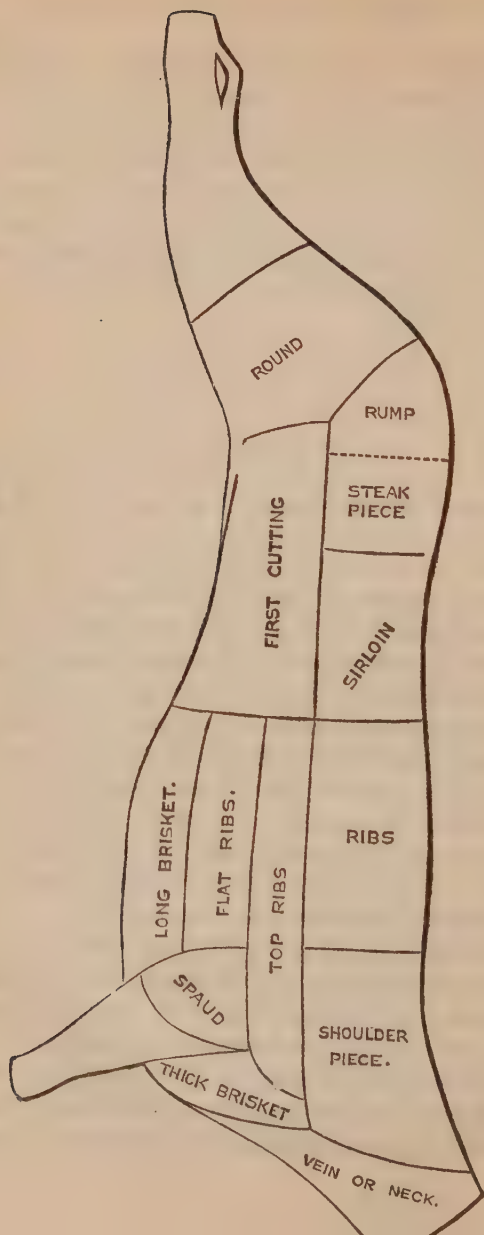 ROUND
RUMP
STEAK
PIECE
FIRST CUTTING
SIRLOIN
LONG BRISKET.
FLAT RIBS.
TOP RIBS
RIBS
SPAUD
SHOULDER
PIECE.
THICK BRISKET
VEIN OR NECK.